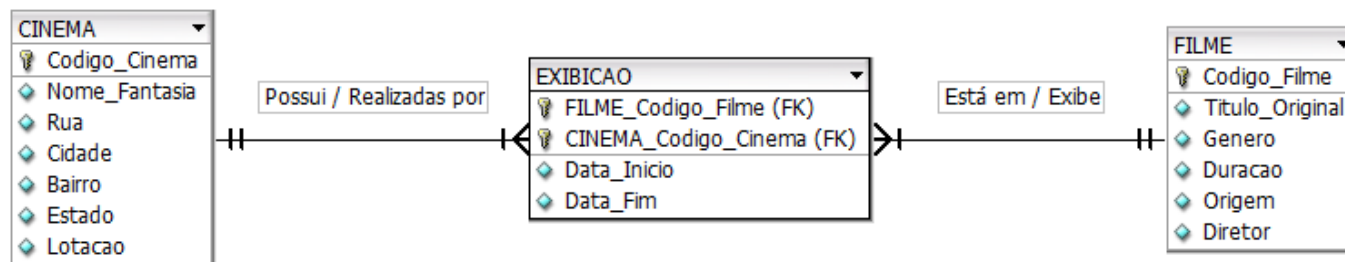 CINEMA
Codigo_Cinema
Nome_Fantasia
Rua
Cidade
Bairro
Estado
Lotacao
Possui / Realizadas por
EXIBICAO
FILME_Codigo_Filme (FK)
CINEMA_Codigo_Cinema (FK)
Data_Inicio
Data_Fim
Está em / Exibe
FILME
Codigo_Filme
Titulo_Original
Genero
Duracao
Origem
Diretor